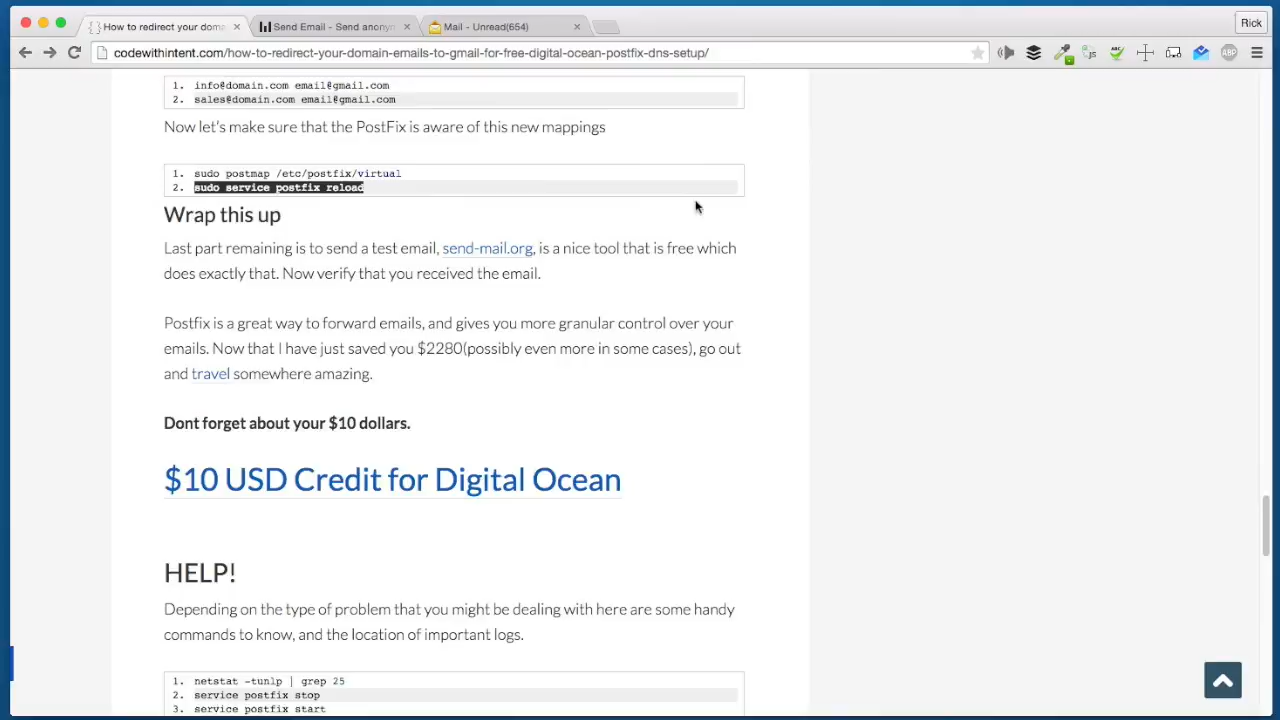 How to redirect your doma
Send Email - Send anonym
Mail - Unread(654)
Rick
codewithintent.com/how-to-redirect-your-domain-emails-to-gmail-for-free-digital-ocean-postfix-dns-setup/
1. info@domain.com email@gmail.com
2. sales@domain.com email@gmail.com
Now let's make sure that the PostFix is aware of this new mappings
1. sudo postmap /etc/postfix/virtual
2. sudo service postfix reload
Wrap this up
Last part remaining is to send a test email, send-mail.org, is a nice tool that is free which
does exactly that. Now verify that you received the email.
Postfix is a great way to forward emails, and gives you more granular control over your
emails. Now that I have just saved you $2280(possibly even more in some cases), go out
and travel somewhere amazing.
Dont forget about your $10 dollars.
$10 USD Credit for Digital Ocean
HELP!
Depending on the type of problem that you might be dealing with here are some handy
commands to know, and the location of important logs.
1. netstat -tunlp | grep 25
2. service postfix stop
3. service postfix start